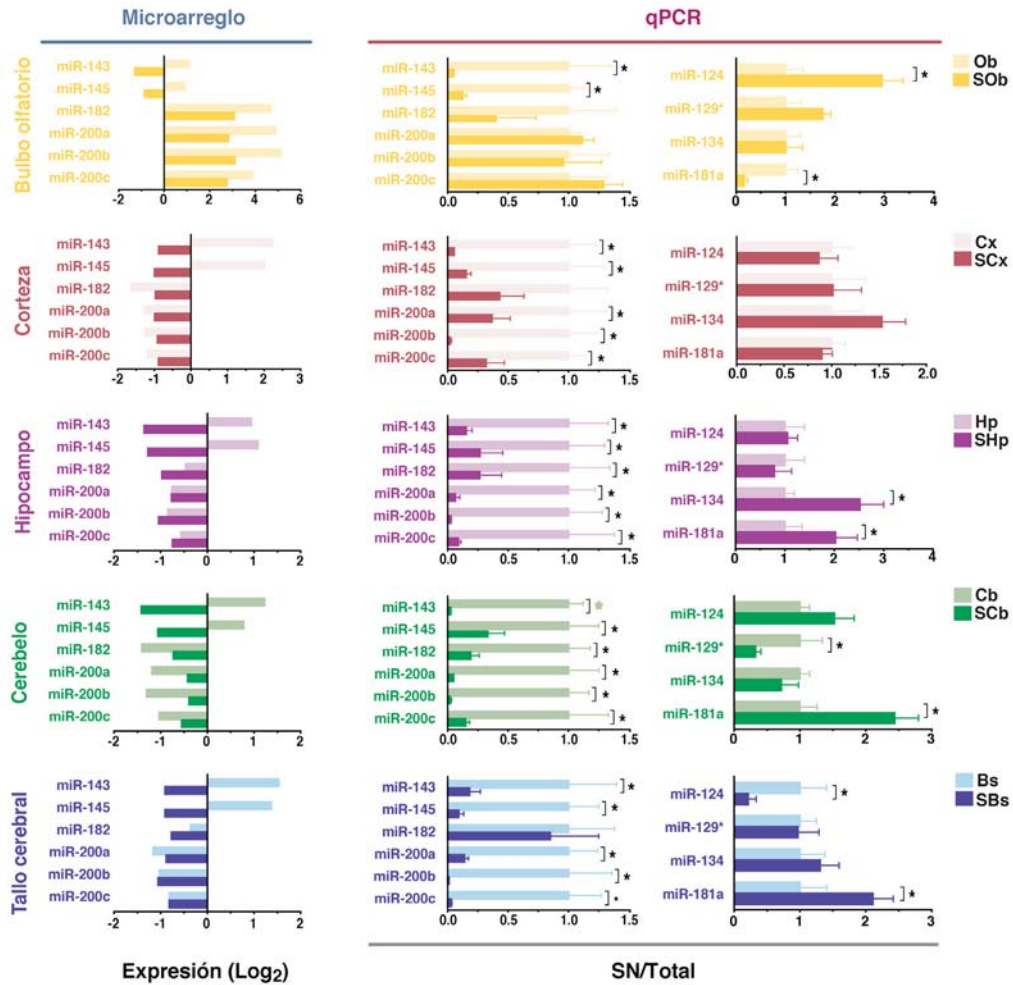 Microarreglo
qPCR
Bulbo olfatorio
miR-143
miR-145
miR-182
miR-200a
miR-200b
miR-200c
-2 0 2 4 6
miR-143
miR-145
miR-182
miR-200a
miR-200b
miR-200c
* *
0.0 0.5 1.0 1.5
miR-124
miR-129*
miR-134
miR-181a
* *
0 1 2 3 4
Ob
SOb
Corteza
miR-143
miR-145
miR-182
miR-200a
miR-200b
miR-200c
-2 -1 0 1 2 3
miR-143
miR-145
miR-182
miR-200a
miR-200b
miR-200c
* * * * *
0.0 0.5 1.0 1.5
miR-124
miR-129*
miR-134
miR-181a
0.0 0.5 1.0 1.5 2.0
Cx
SCx
Hipocampo
miR-143
miR-145
miR-182
miR-200a
miR-200b
miR-200c
-2 -1 0 1 2
miR-143
miR-145
miR-182
miR-200a
miR-200b
miR-200c
* * * * * *
0.0 0.5 1.0 1.5
miR-124
miR-129*
miR-134
miR-181a
* *
0 1 2 3 4
Hp
SHp
Cerebelo
miR-143
miR-145
miR-182
miR-200a
miR-200b
miR-200c
-2 -1 0 1 2
miR-143
miR-145
miR-182
miR-200a
miR-200b
miR-200c
* * * * * *
0.0 0.5 1.0 1.5
miR-124
miR-129*
miR-134
miR-181a
* *
0 1 2 3
Cb
SCb
Tallo cerebral
miR-143
miR-145
miR-182
miR-200a
miR-200b
miR-200c
-2 -1 0 1 2
miR-143
miR-145
miR-182
miR-200a
miR-200b
miR-200c
* * * * *
0.0 0.5 1.0 1.5
miR-124
miR-129*
miR-134
miR-181a
* *
0 1 2 3
Bs
SBs
Expresión (Log₂)
SN/Total